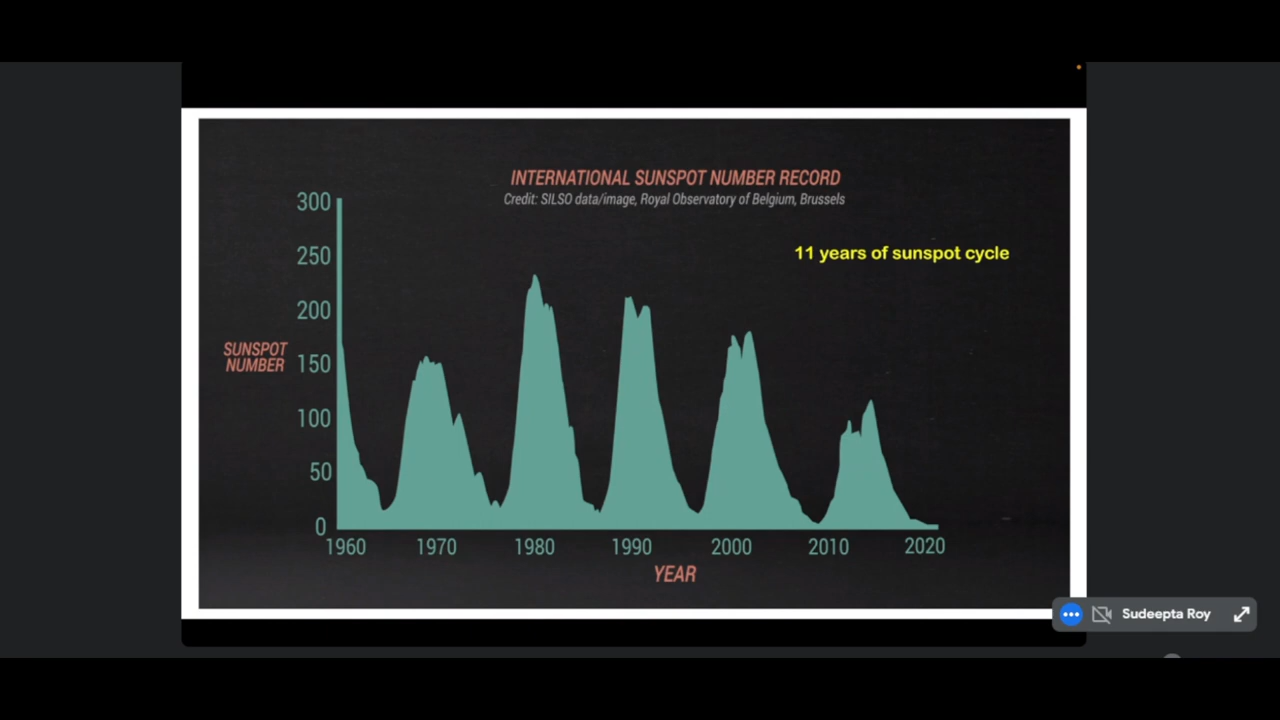 INTERNATIONAL SUNSPOT NUMBER RECORD
Credit: SILSO data/image, Royal Observatory of Belgium, Brussels
11 years of sunspot cycle
300
250
200
150
100
50
0
SUNSPOT
NUMBER
1960 1970 1980 1990 2000 2010 2020
YEAR
Sudeepta Roy